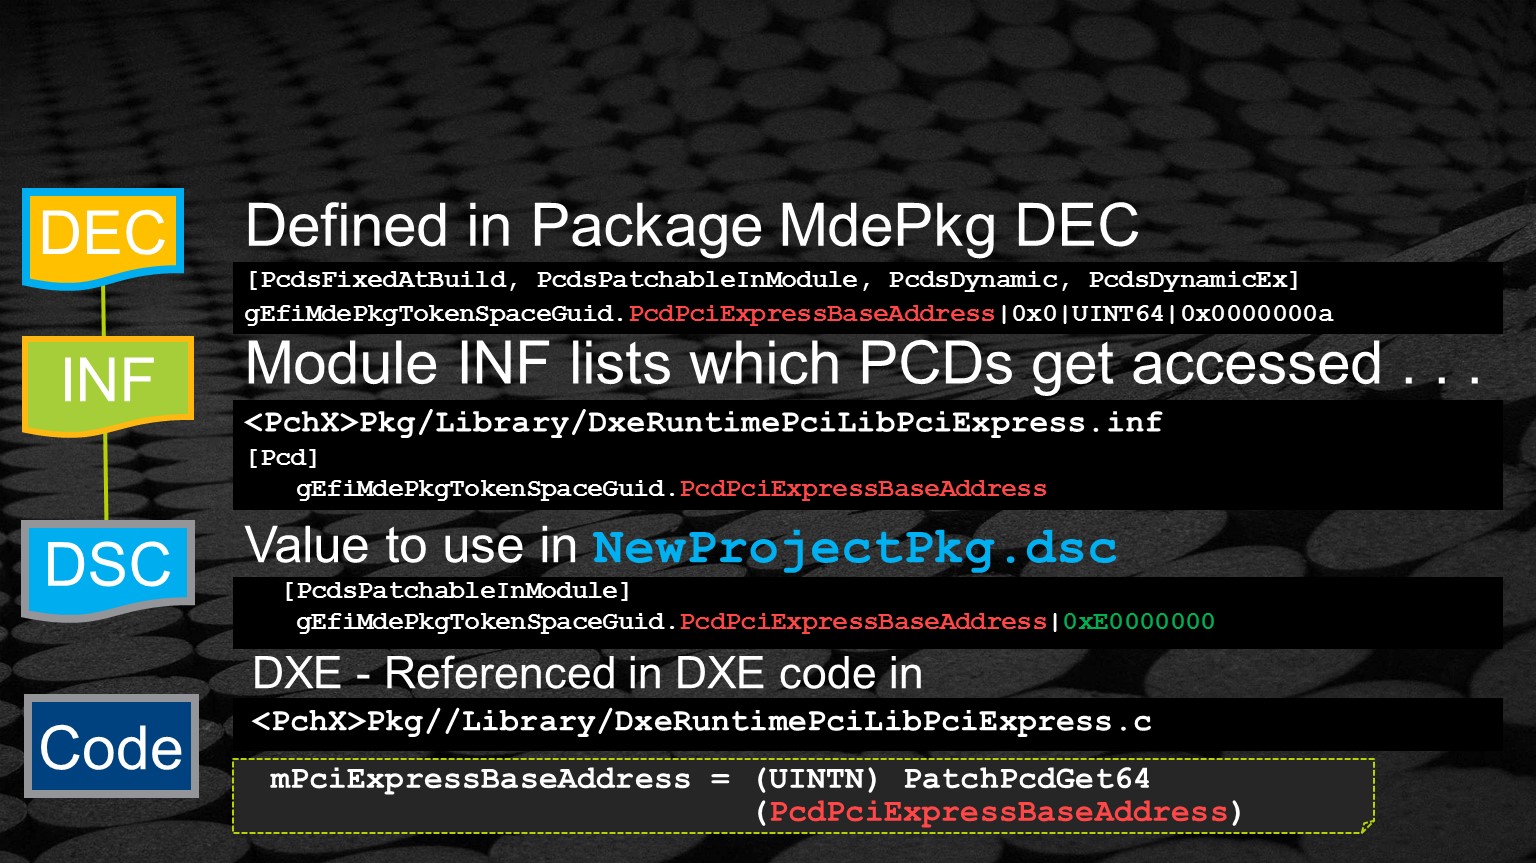 DEC
Defined in Package MdePkg DEC
[PcdsFixedAtBuild, PcdsPatchableInModule, PcdsDynamic, PcdsDynamicEx]
gEfiMdePkgTokenSpaceGuid.PcdPciExpressBaseAddress|0x0|UINT64|0x0000000a
INF
Module INF lists which PCDs get accessed . . .
<PchX>Pkg/Library/DxeRuntimePciLibPciExpress.inf
[Pcd]
gEfiMdePkgTokenSpaceGuid.PcdPciExpressBaseAddress
DSC
Value to use in NewProjectPkg.dsc
[PcdsPatchableInModule]
gEfiMdePkgTokenSpaceGuid.PcdPciExpressBaseAddress|0xE0000000
DXE - Referenced in DXE code in
Code
<PchX>Pkg//Library/DxeRuntimePciLibPciExpress.c
mPciExpressBaseAddress = (UINTN) PatchPcdGet64
(PcdPciExpressBaseAddress)